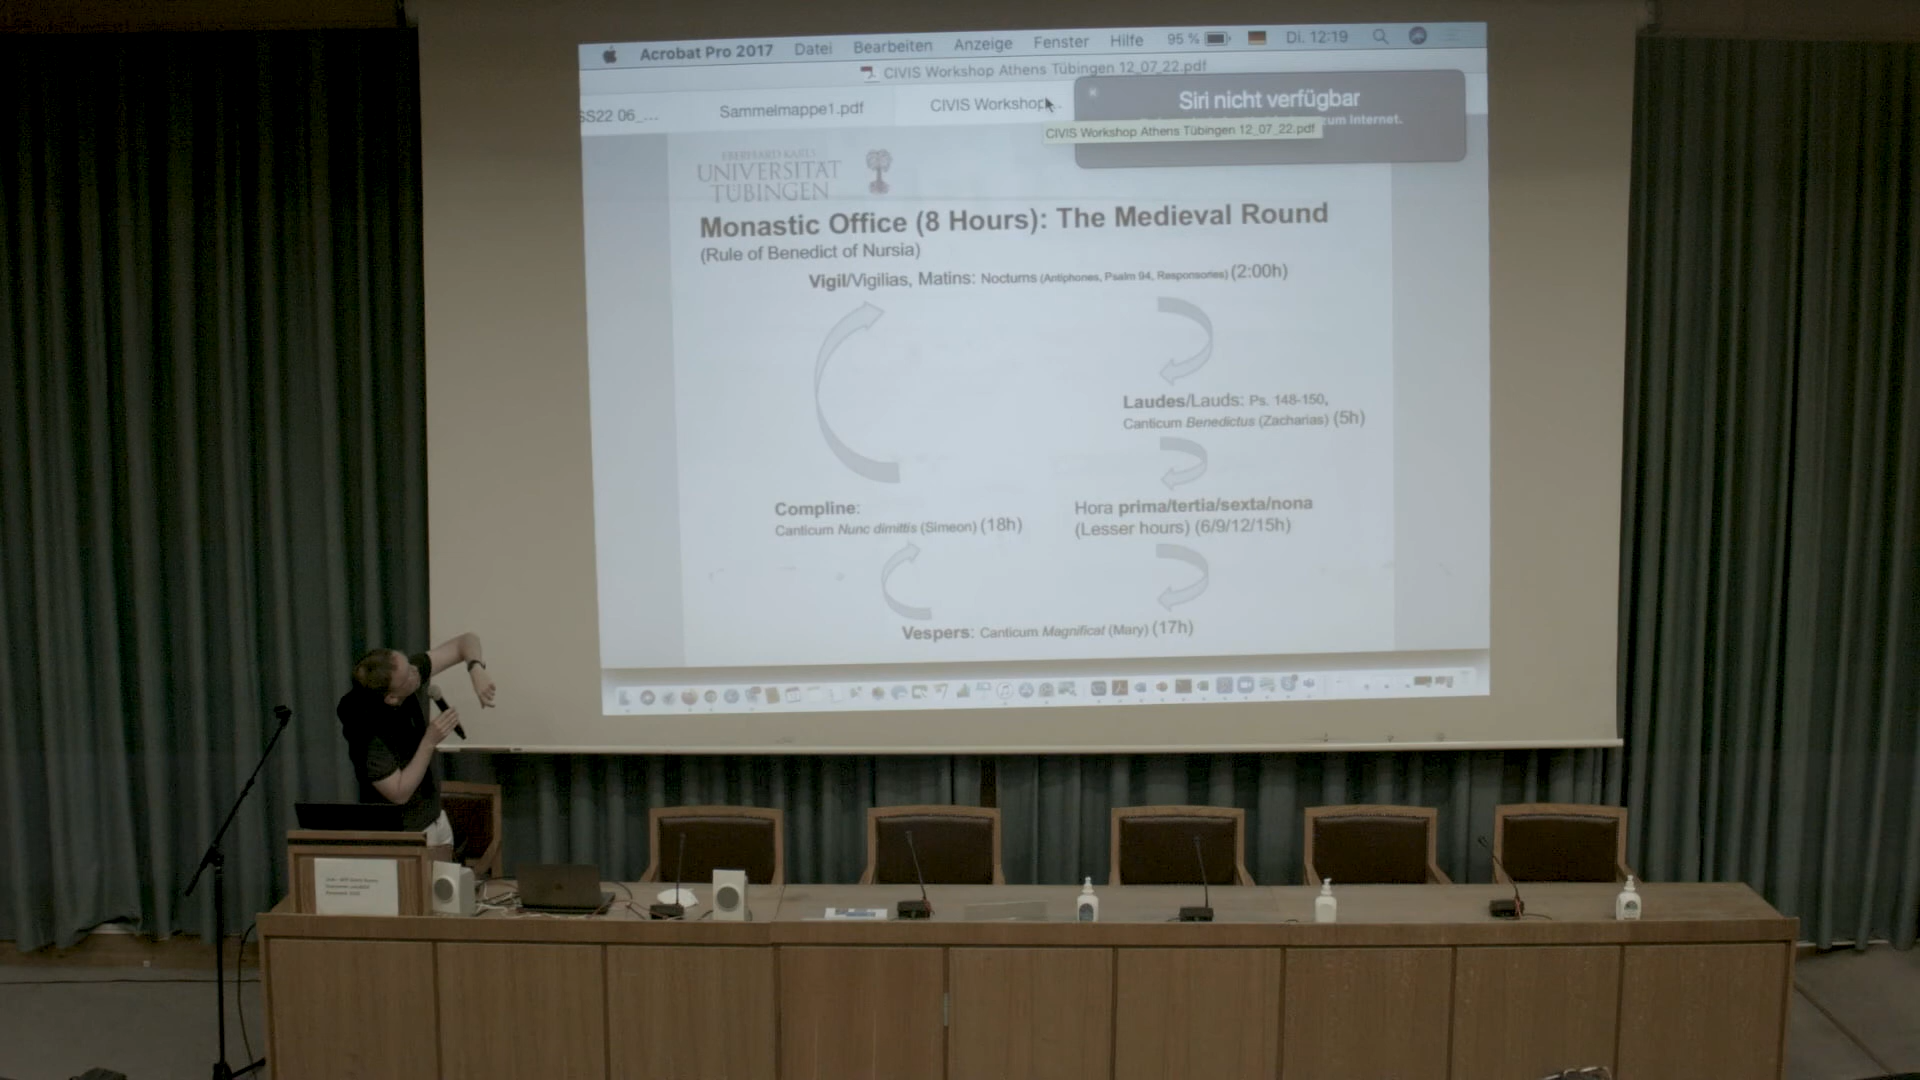 Acrobat Pro 2017 Datei Bearbeiten Anzeige Fenster Hilfe 95 % Di. 12:19
CIVIS Workshop Athens Tübingen 12_07_22.pdf
SS22 06_... Sammelmappe1.pdf CIVIS Workshop...
Siri nicht verfügbar
zum Internet.
CIVIS Workshop Athens Tübingen 12_07_22.pdf
EBERHARD KARLS
UNIVERSITÄT
TÜBINGEN
Monastic Office (8 Hours): The Medieval Round
(Rule of Benedict of Nursia)
Vigil/Vigilias, Matins: Nocturns (Antiphones, Psalm 94, Responsories) (2:00h)
Laudes/Lauds: Ps. 148-150,
Canticum Benedictus (Zacharias) (5h)
Hora prima/tertia/sexta/nona
(Lesser hours) (6/9/12/15h)
Compline:
Canticum Nunc dimittis (Simeon) (18h)
Vespers: Canticum Magnificat (Mary) (17h)